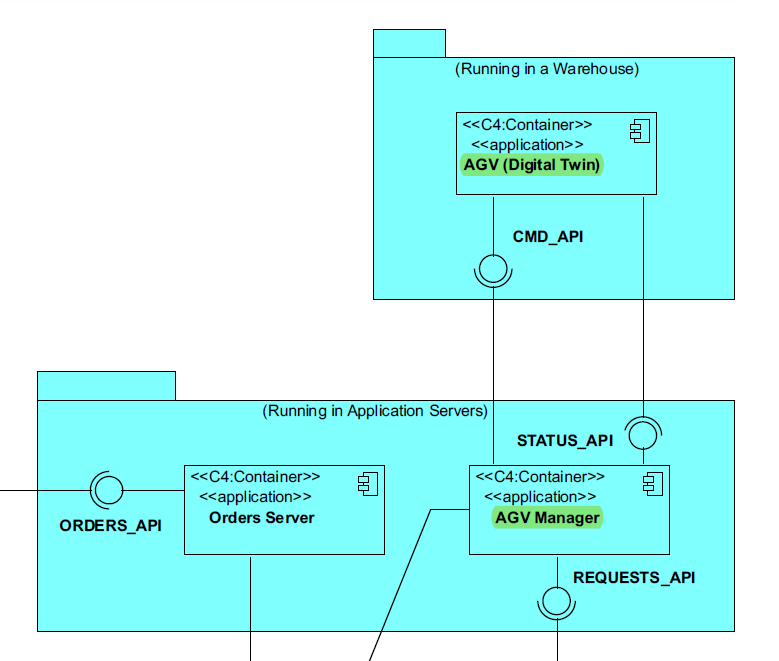 (Running in a Warehouse)
<<C4:Container>>
<<application>>
AGV (Digital Twin)
CMD_API
(Running in Application Servers)
STATUS_API
<<C4:Container>>
<<application>>
Orders Server
ORDERS_API
<<C4:Container>>
<<application>>
AGV Manager
REQUESTS_API